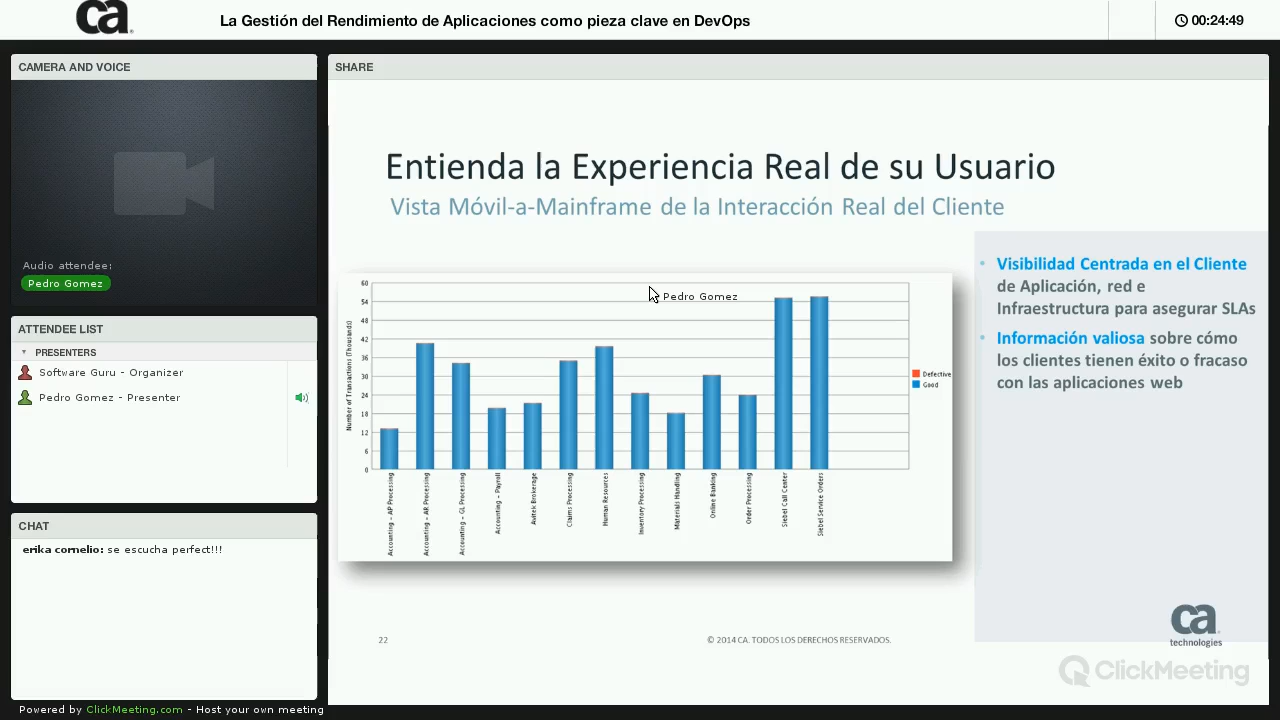 ca
La Gestión del Rendimiento de Aplicaciones como pieza clave en DevOps
00:24:49
CAMERA AND VOICE
Audio attendee:
Pedro Gomez
ATTENDEE LIST
PRESENTERS
Software Guru - Organizer
Pedro Gomez - Presenter
CHAT
erika cornelio: se escucha perfect!!!
Powered by ClickMeeting.com - Host your own meeting
SHARE
Entienda la Experiencia Real de su Usuario
Vista Móvil-a-Mainframe de la Interacción Real del Cliente
Number of Transactions (Thousands)
60
54
48
42
36
30
24
18
12
6
0
Pedro Gomez
Defective
Good
Accounting - AP Processing
Accounting - AR Processing
Accounting - GL Processing
Accounting - Payroll
Avitek Brokerage
Claims Processing
Human Resources
Inventory Processing
Materials Handling
Online Banking
Order Processing
Siebel Call Center
Siebel Service Orders
• Visibilidad Centrada en el Cliente
de Aplicación, red e
Infraestructura para asegurar SLAs
• Información valiosa sobre cómo
los clientes tienen éxito o fracaso
con las aplicaciones web
22
© 2014 CA. TODOS LOS DERECHOS RESERVADOS.
ca
technologies
ClickMeeting